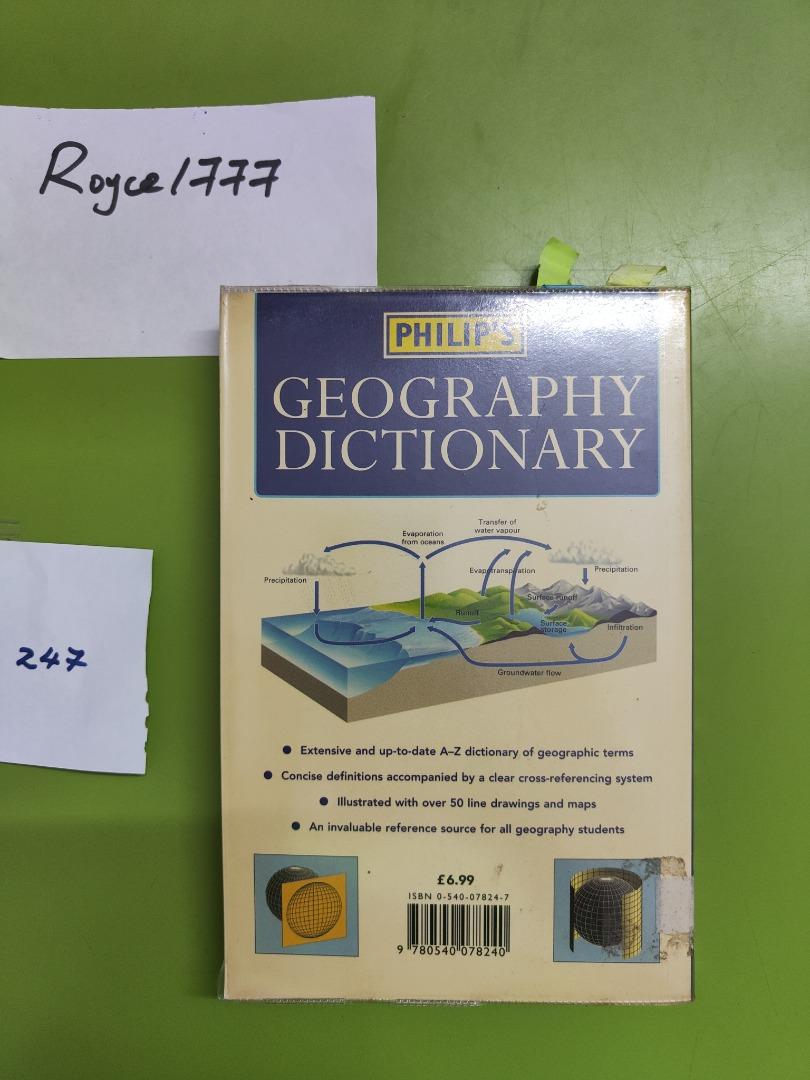 Royce1777
PHILIP'S
GEOGRAPHY
DICTIONARY
Transfer of
water vapour
Evaporation
from oceans
Precipitation
Evapotranspiration
Precipitation
Surface runoff
Runoff
Surface
storage
Infiltration
Groundwater flow
247
• Extensive and up-to-date A–Z dictionary of geographic terms
• Concise definitions accompanied by a clear cross-referencing system
• Illustrated with over 50 line drawings and maps
• An invaluable reference source for all geography students
£6.99
ISBN 0-540-07824-7
9 780540 078240